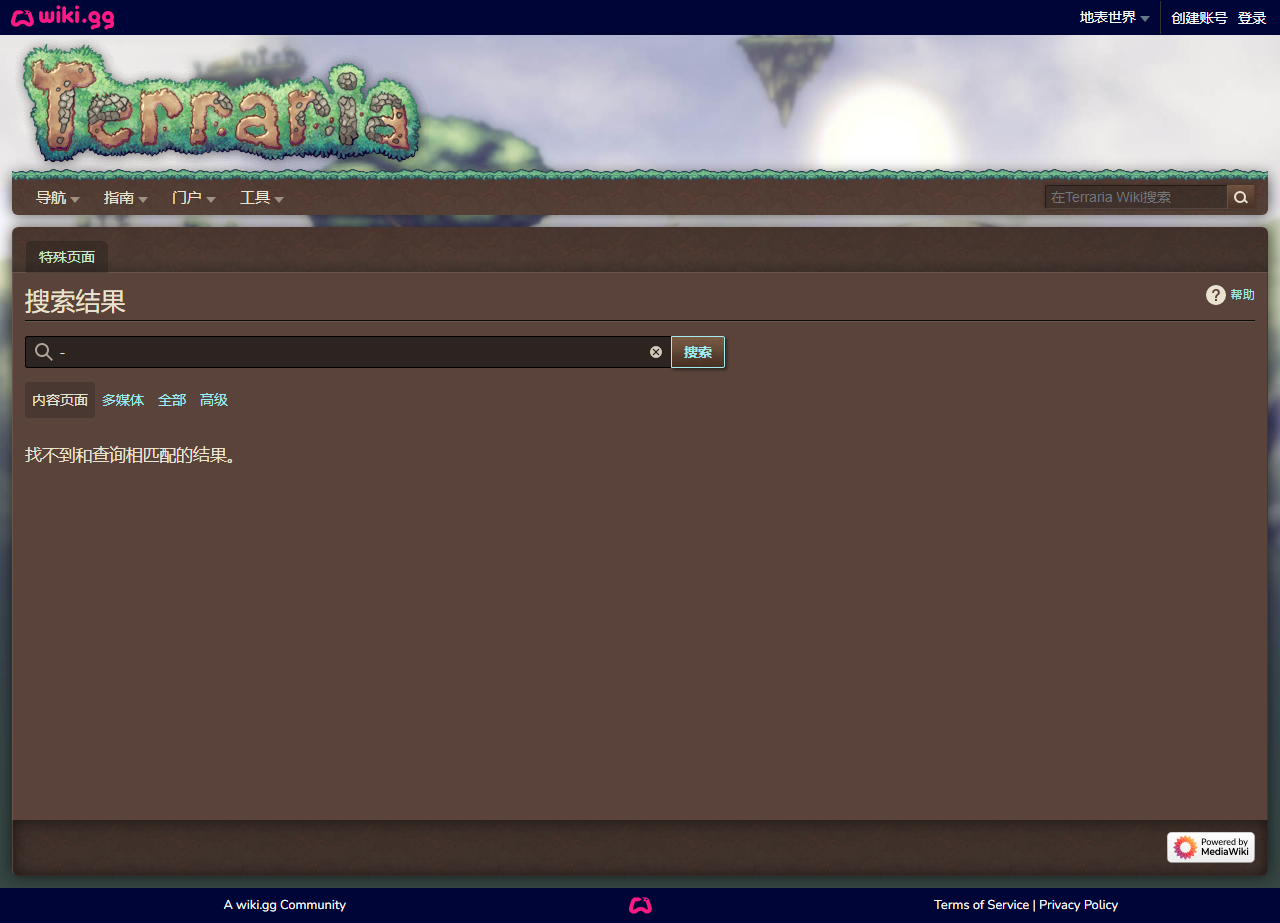 wiki.gg
地表世界
创建账号 登录
Terraria
导航 指南 门户 工具
在Terraria Wiki搜索
特殊页面
搜索结果
? 帮助
-
搜索
内容页面 多媒体 全部 高级
找不到和查询相匹配的结果。
Powered by
MediaWiki
A wiki.gg Community
Terms of Service | Privacy Policy